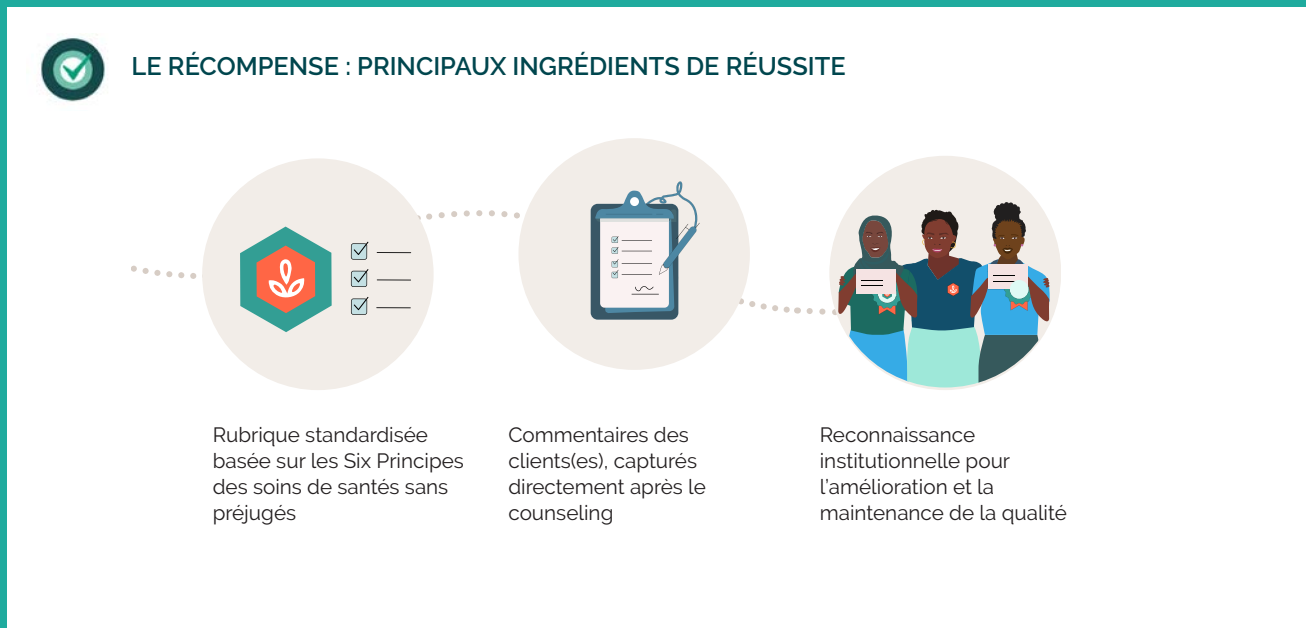 LE RÉCOMPENSE : PRINCIPAUX INGRÉDIENTS DE RÉUSSITE
Rubrique standardisée
basée sur les Six Principes
des soins de santés sans
préjugés
Commentaires des
clients(es), capturés
directement après le
counseling
Reconnaissance
institutionnelle pour
l'amélioration et la
maintenance de la qualité